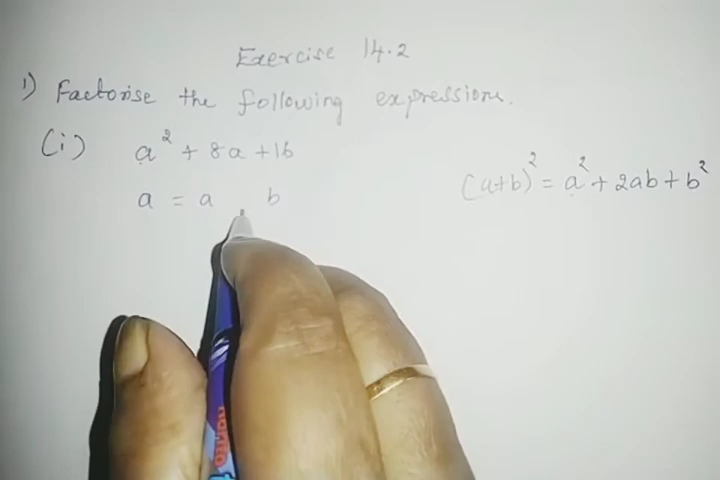 Exercise 14.2
1) Factorise the following expressions.
(i) a² + 8a + 16
(a+b)² = a² + 2ab + b²
a = a b